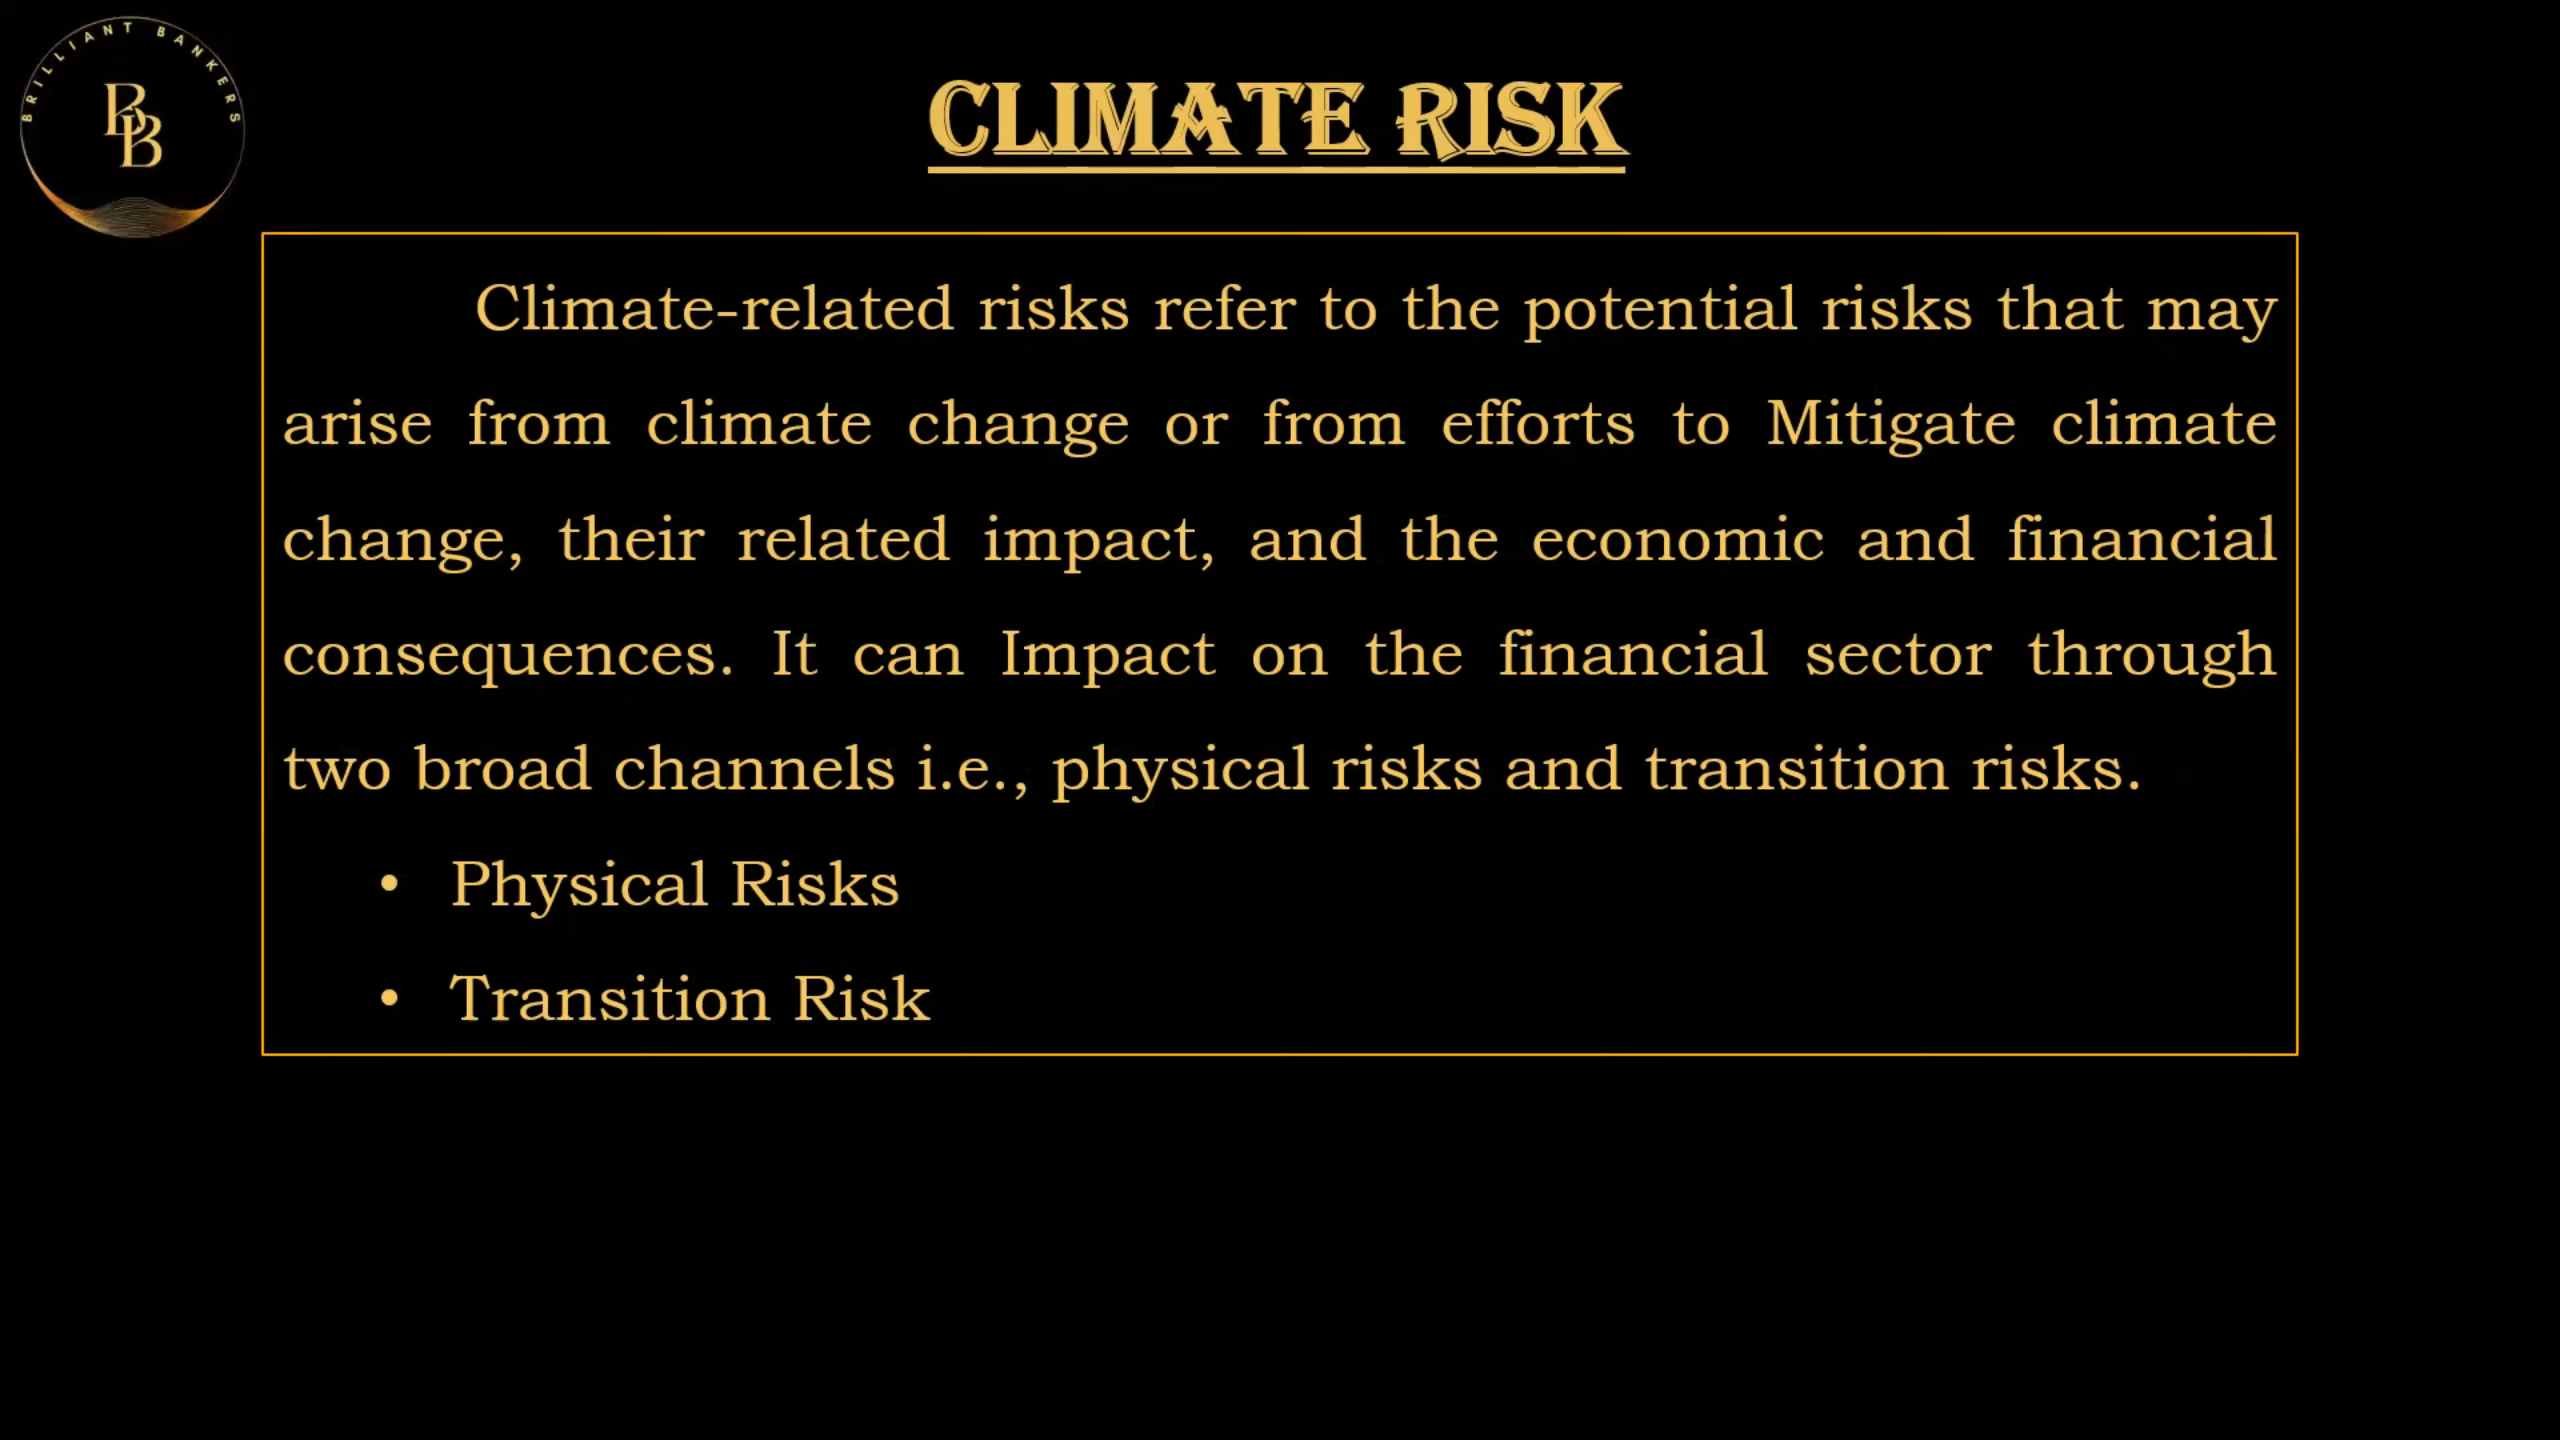 BRILLIANT BANKERS
BB
CLIMATE RISK
Climate-related risks refer to the potential risks that may
arise from climate change or from efforts to Mitigate climate
change, their related impact, and the economic and financial
consequences. It can Impact on the financial sector through
two broad channels i.e., physical risks and transition risks.
• Physical Risks
• Transition Risk